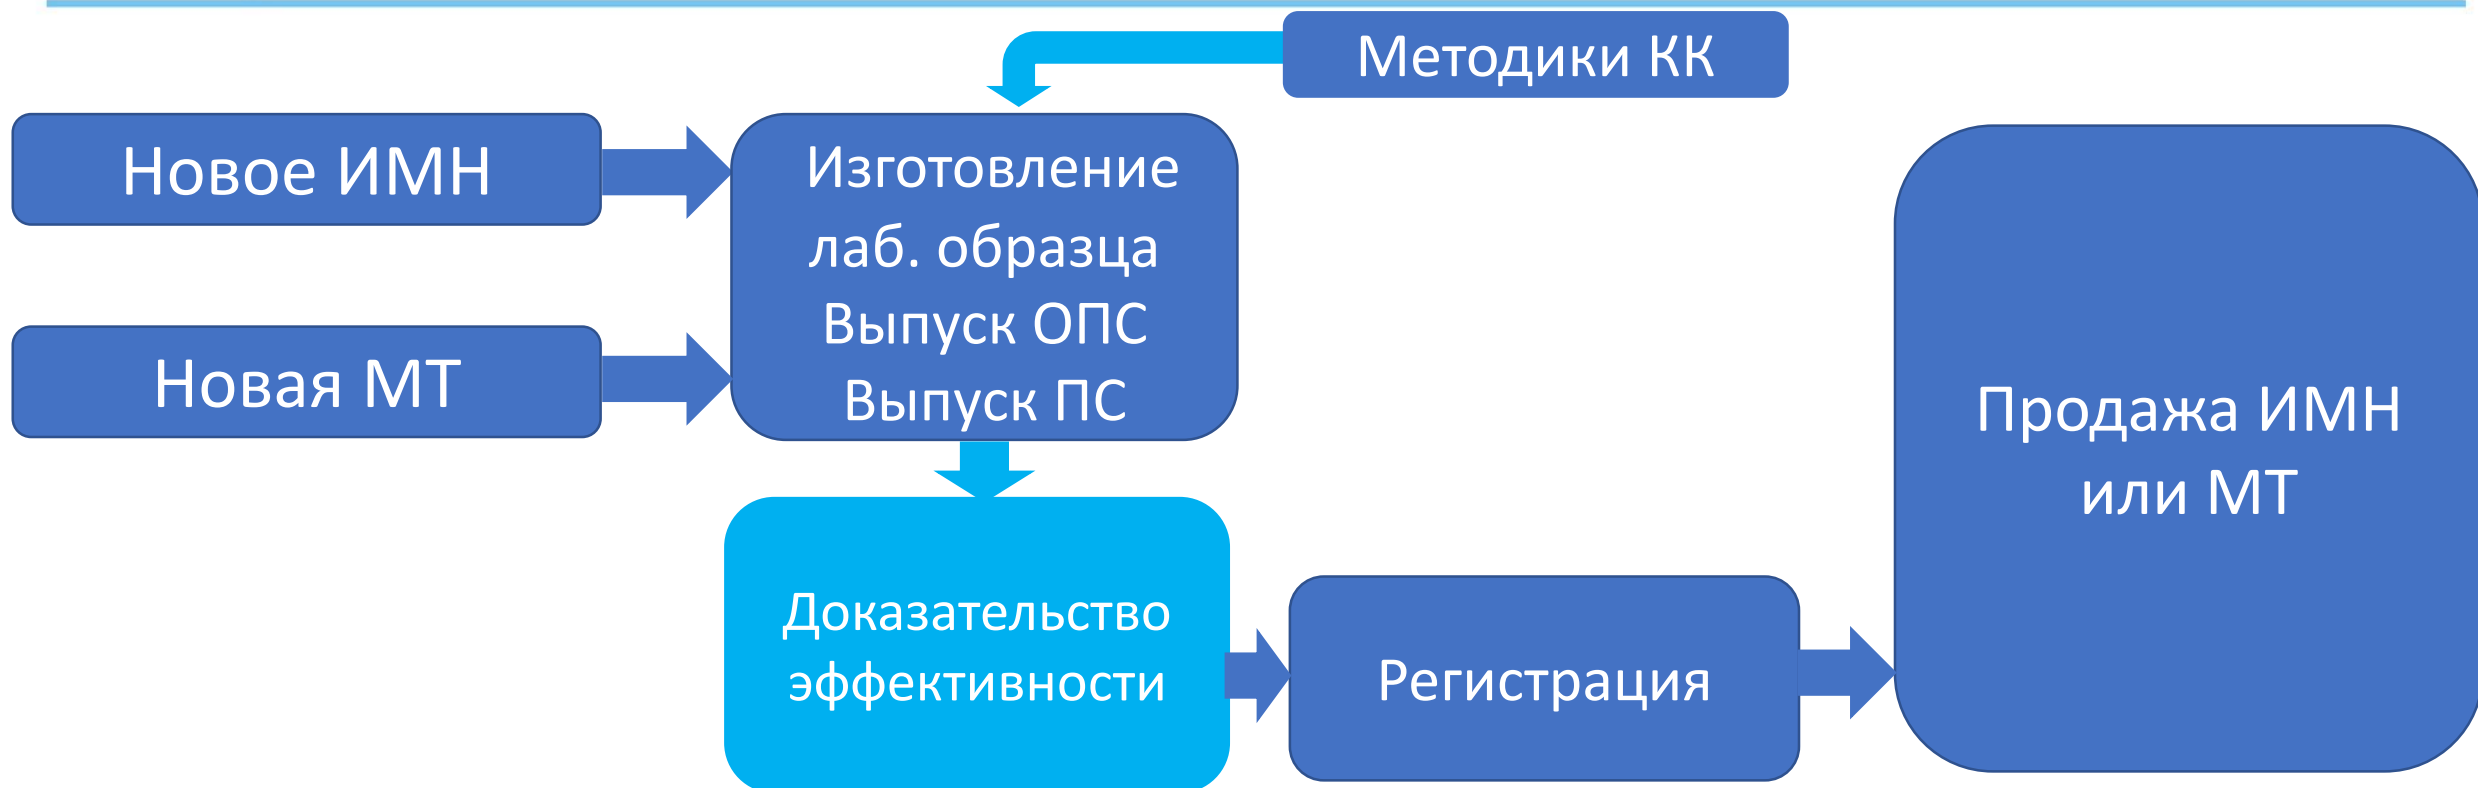 Методики КК
Новое ИМН
Новая МТ
Изготовление
лаб. образца
Выпуск ОПС
Выпуск ПС
Доказательство
эффективности
Регистрация
Продажа ИМН
или МТ